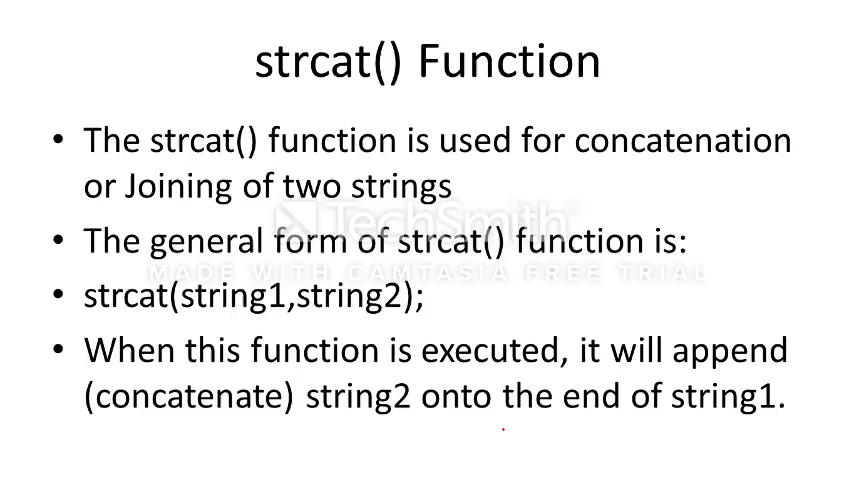 strcat() Function
• The strcat() function is used for concatenation
or Joining of two strings
TechSmith
• The general form of strcat() function is:
MADE WITH CAMTASIA FREE TRIAL
• strcat(string1,string2);
• When this function is executed, it will append
(concatenate) string2 onto the end of string1.